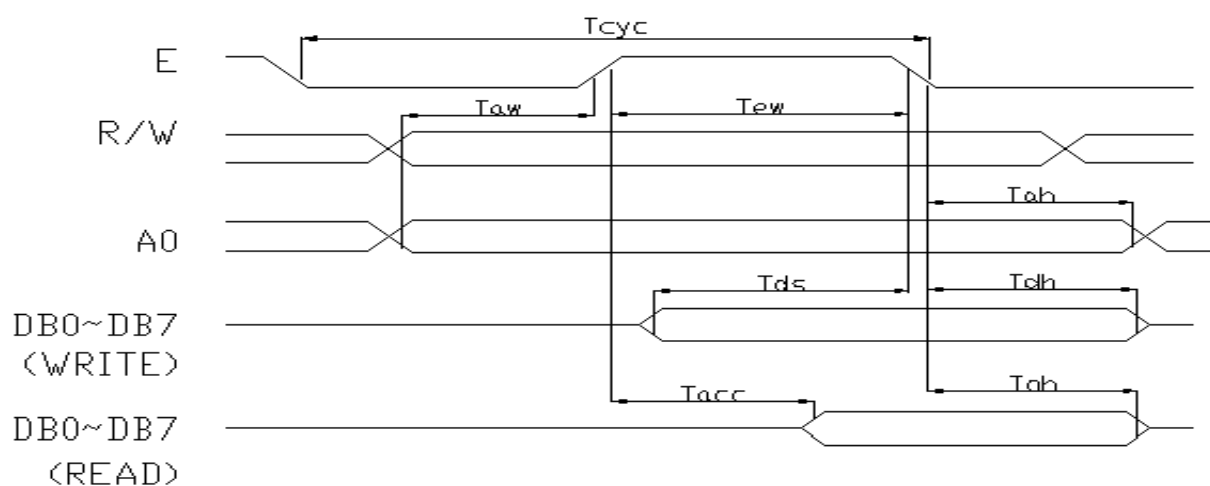 Tcyc
E
Taw
Tew
R/W
Tah
A0
Tds
Tdh
DB0~DB7
(WRITE)
Tacc
Toh
DB0~DB7
(READ)